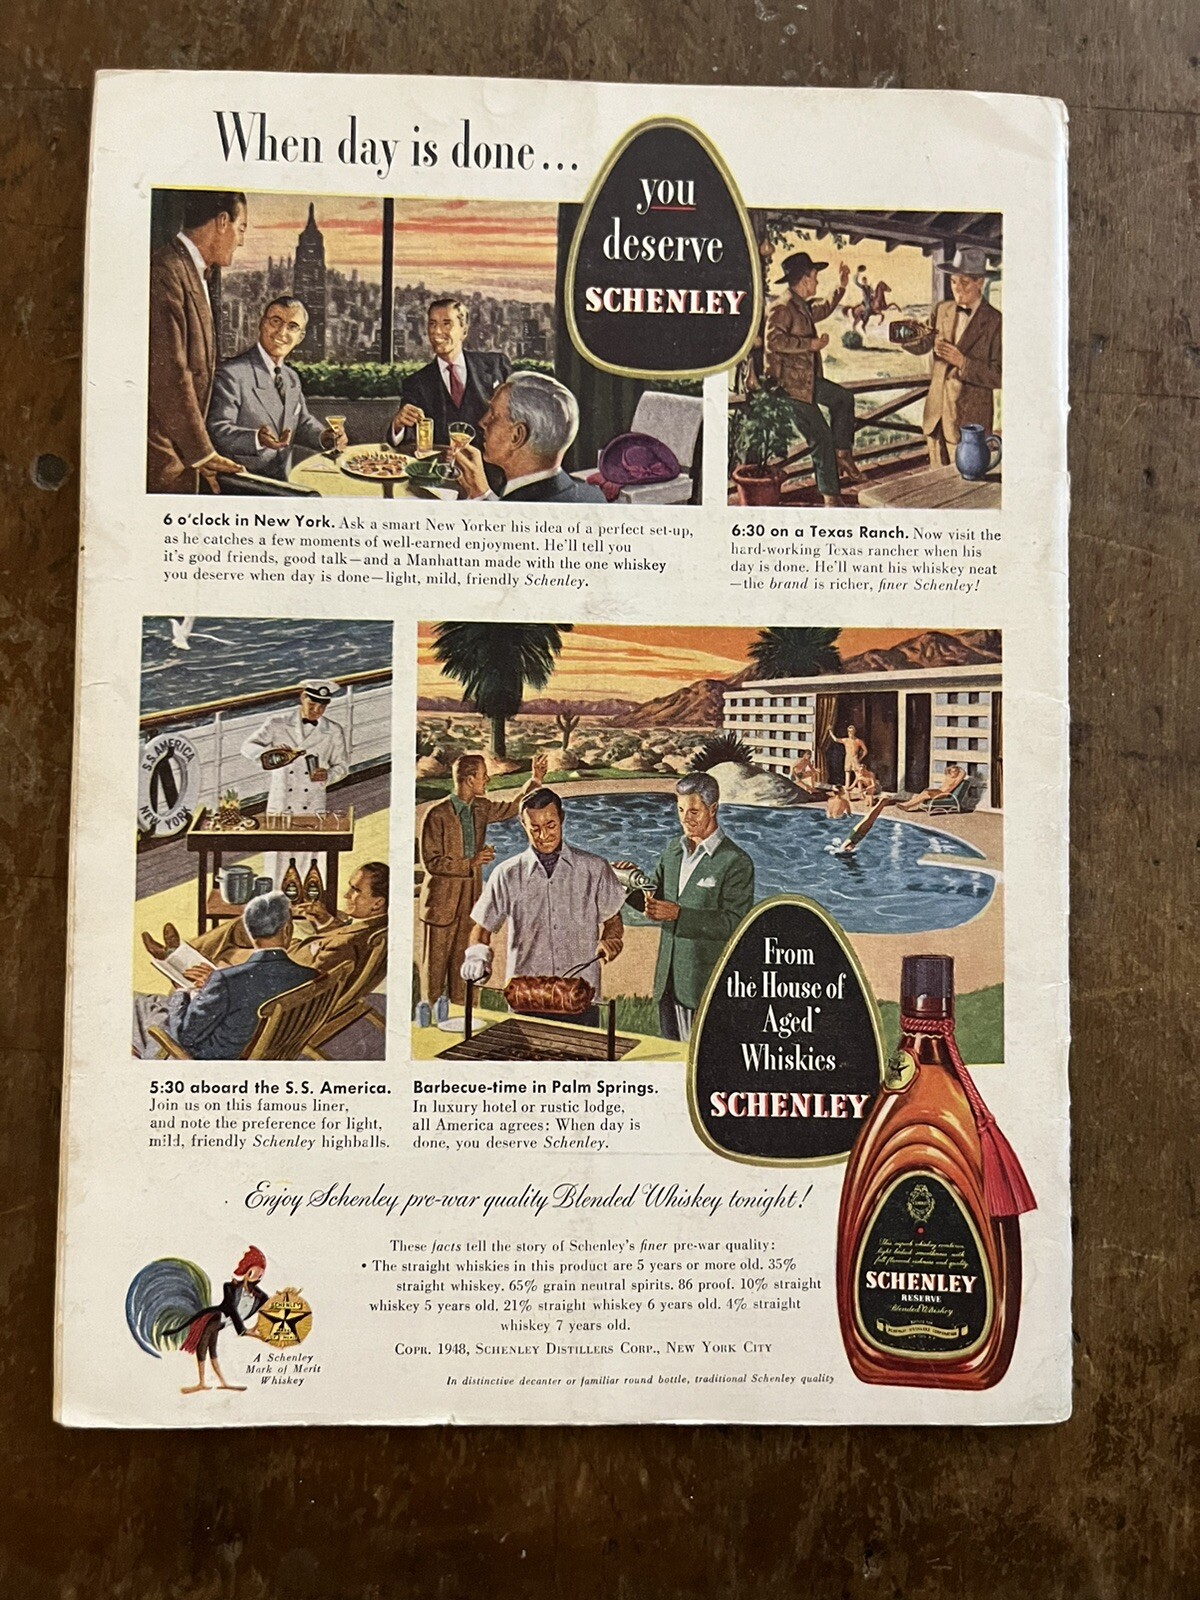 When day is done...
you
deserve
SCHENLEY
6 o'clock in New York. Ask a smart New Yorker his idea of a perfect set-up,
as he catches a few moments of well-earned enjoyment. He'll tell you
it's good friends, good talk—and a Manhattan made with the one whiskey
you deserve when day is done—light, mild, friendly Schenley.
6:30 on a Texas Ranch. Now visit the
hard-working Texas rancher when his
day is done. He'll want his whiskey neat
—the brand is richer, finer Schenley!
S.S. AMERICA
NEW YORK
5:30 aboard the S.S. America.
Join us on this famous liner,
and note the preference for light,
mild, friendly Schenley highballs.
Barbecue-time in Palm Springs.
In luxury hotel or rustic lodge,
all America agrees: When day is
done, you deserve Schenley.
From
the House of
Aged*
Whiskies
SCHENLEY
Enjoy Schenley pre-war quality Blended Whiskey tonight!
These facts tell the story of Schenley's finer pre-war quality:
• The straight whiskies in this product are 5 years or more old. 35%
straight whiskey. 65% grain neutral spirits. 86 proof. 10% straight
whiskey 5 years old. 21% straight whiskey 6 years old. 4% straight
whiskey 7 years old.
COPR. 1948, SCHENLEY DISTILLERS CORP., NEW YORK CITY
In distinctive decanter or familiar round bottle, traditional Schenley quality
SCHENLEY
A Schenley
Mark of Merit
Whiskey
SCHENLEY
RESERVE
Blended Whiskey